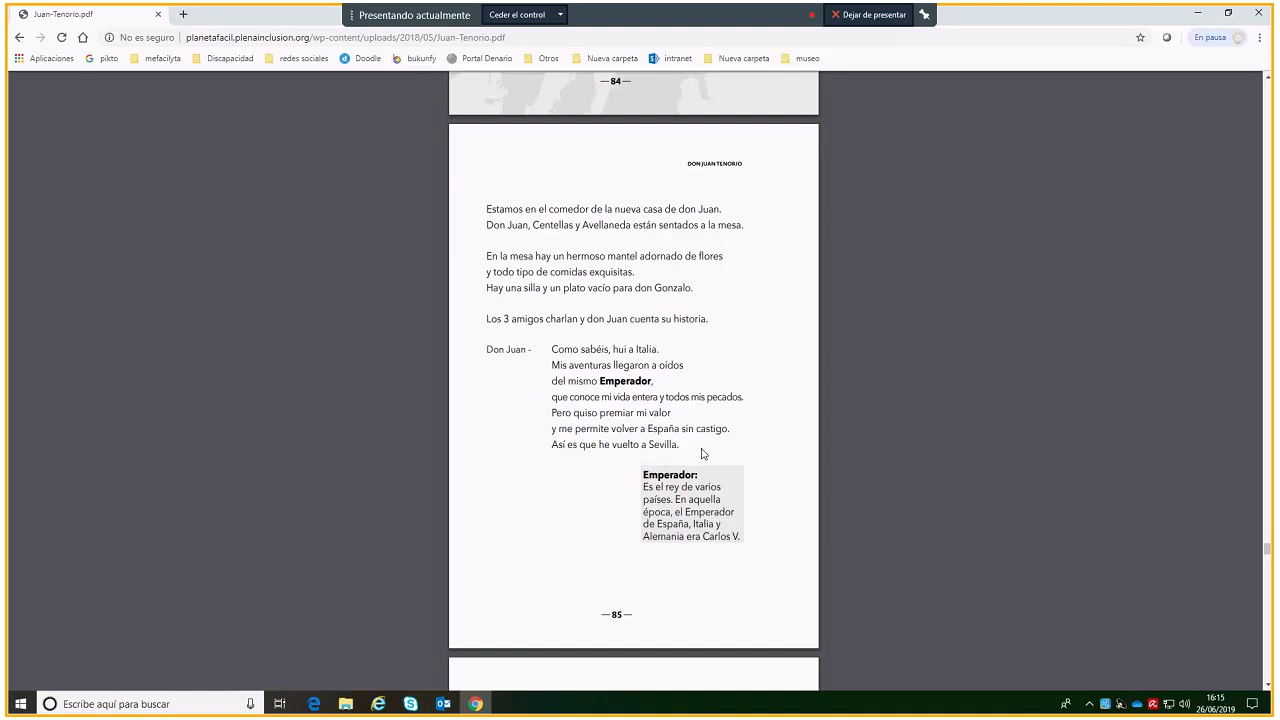 Juan-Tenorio.pdf
Presentando actualmente
Ceder el control
Dejar de presentar
No es seguro
planetafacil.plenainclusion.org/wp-content/uploads/2018/05/Juan-Tenorio.pdf
En pausa
Aplicaciones
pikto
mefacilyta
Discapacidad
redes sociales
Doodle
bukunfy
Portal Denario
Otros
Nueva carpeta
intranet
Nueva carpeta
museo
— 84 —
DON JUAN TENORIO
Estamos en el comedor de la nueva casa de don Juan.
Don Juan, Centellas y Avellaneda están sentados a la mesa.
En la mesa hay un hermoso mantel adornado de flores
y todo tipo de comidas exquisitas.
Hay una silla y un plato vacío para don Gonzalo.
Los 3 amigos charlan y don Juan cuenta su historia.
Don Juan - Como sabéis, hui a Italia.
Mis aventuras llegaron a oídos
del mismo Emperador,
que conoce mi vida entera y todos mis pecados.
Pero quiso premiar mi valor
y me permite volver a España sin castigo.
Así es que he vuelto a Sevilla.
Emperador:
Es el rey de varios
países. En aquella
época, el Emperador
de España, Italia y
Alemania era Carlos V.
— 85 —
Escribe aquí para buscar
16:15
26/06/2019